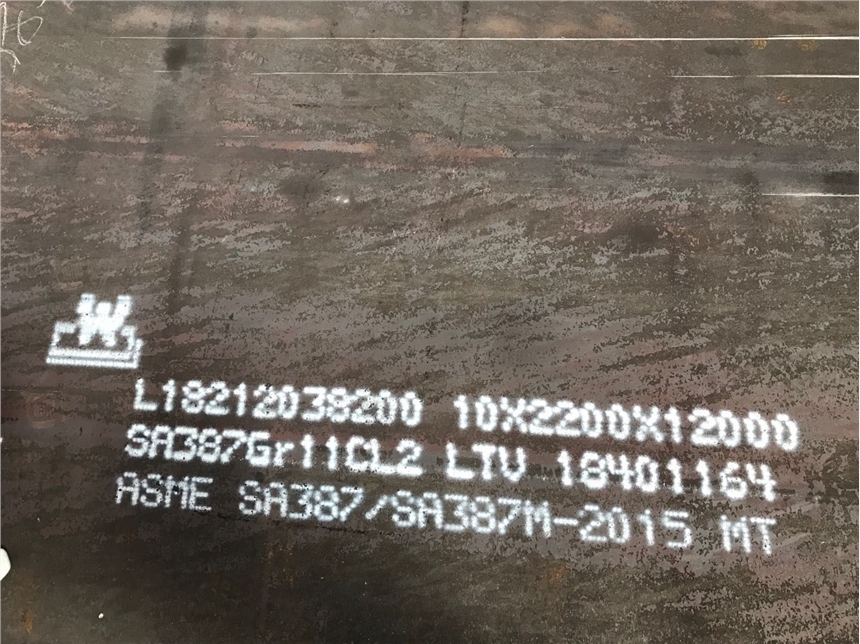 L18212038200 10X2200X12000
SA387Gr11CL2 LTV 18401164
ASME SA387/SA387M-2015 MT